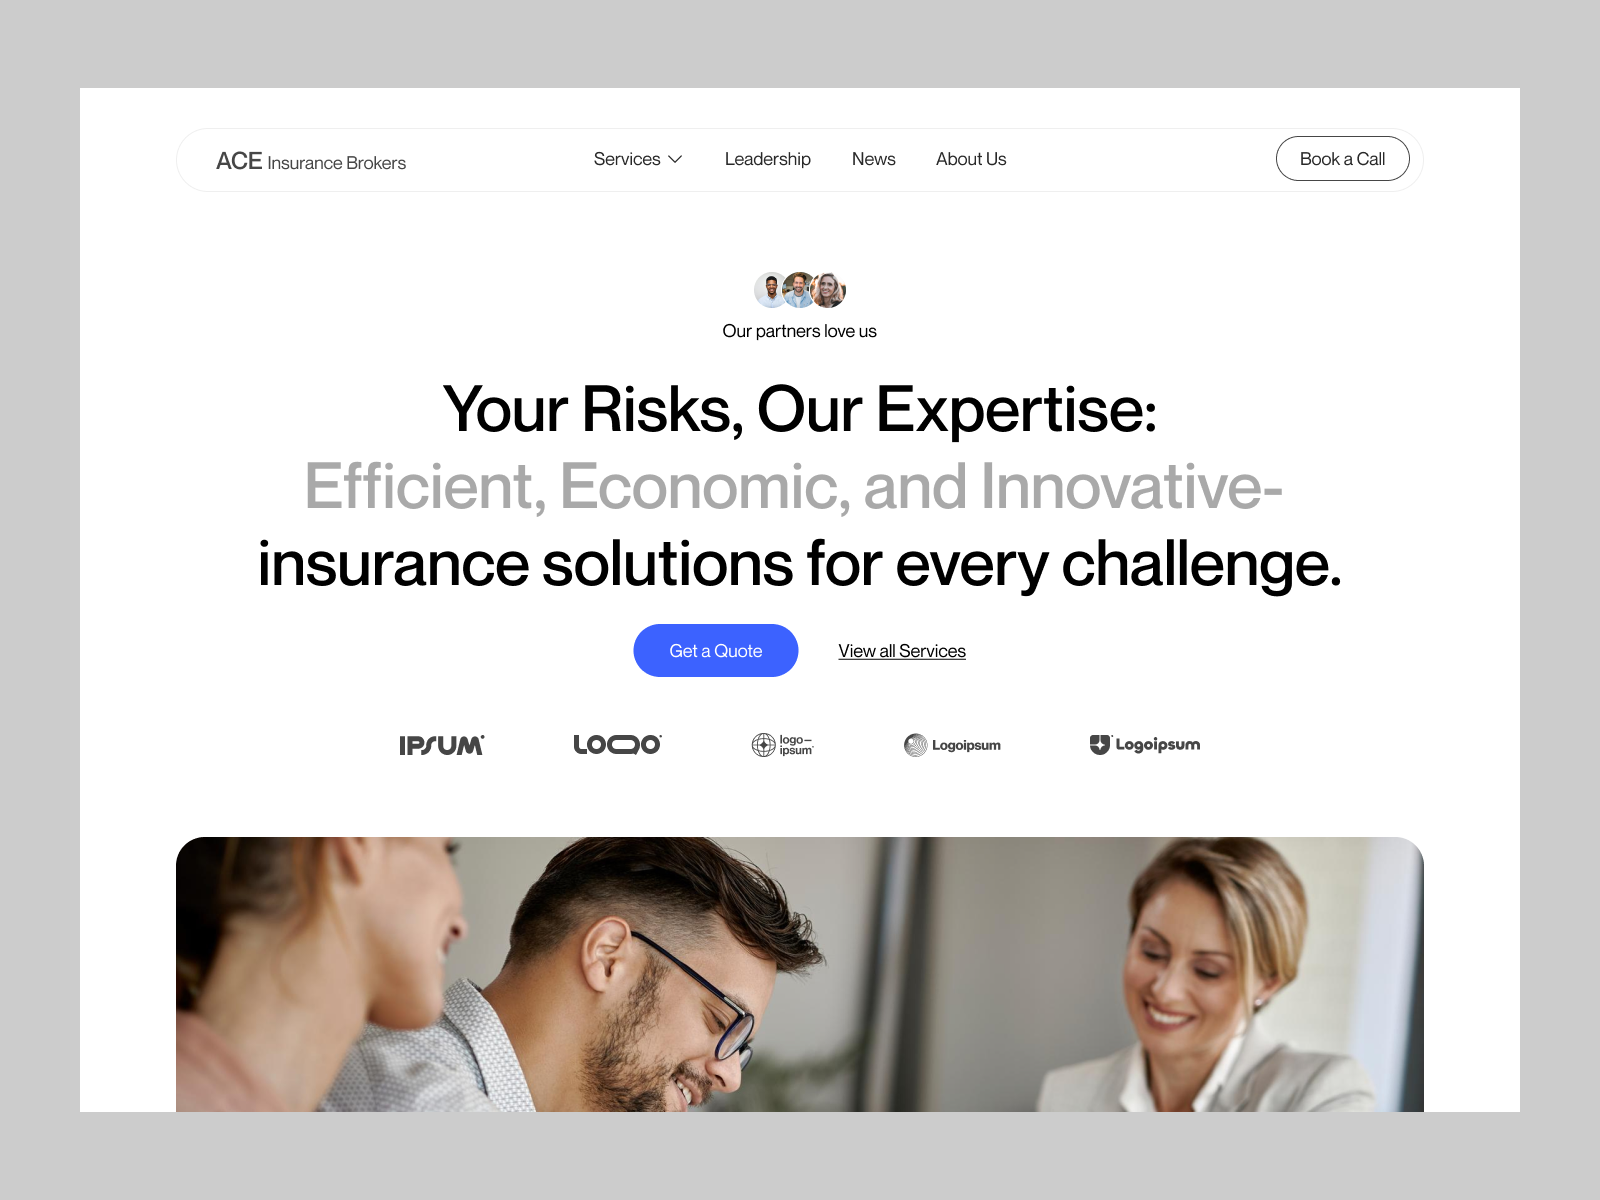 ACE Insurance Brokers
Services
Leadership
News
About Us
Book a Call
Our partners love us
Your Risks, Our Expertise:
Efficient, Economic, and Innovative-
insurance solutions for every challenge.
Get a Quote
View all Services
IPSUM
LOQO
logo—
ipsum
Logoipsum
Logoipsum